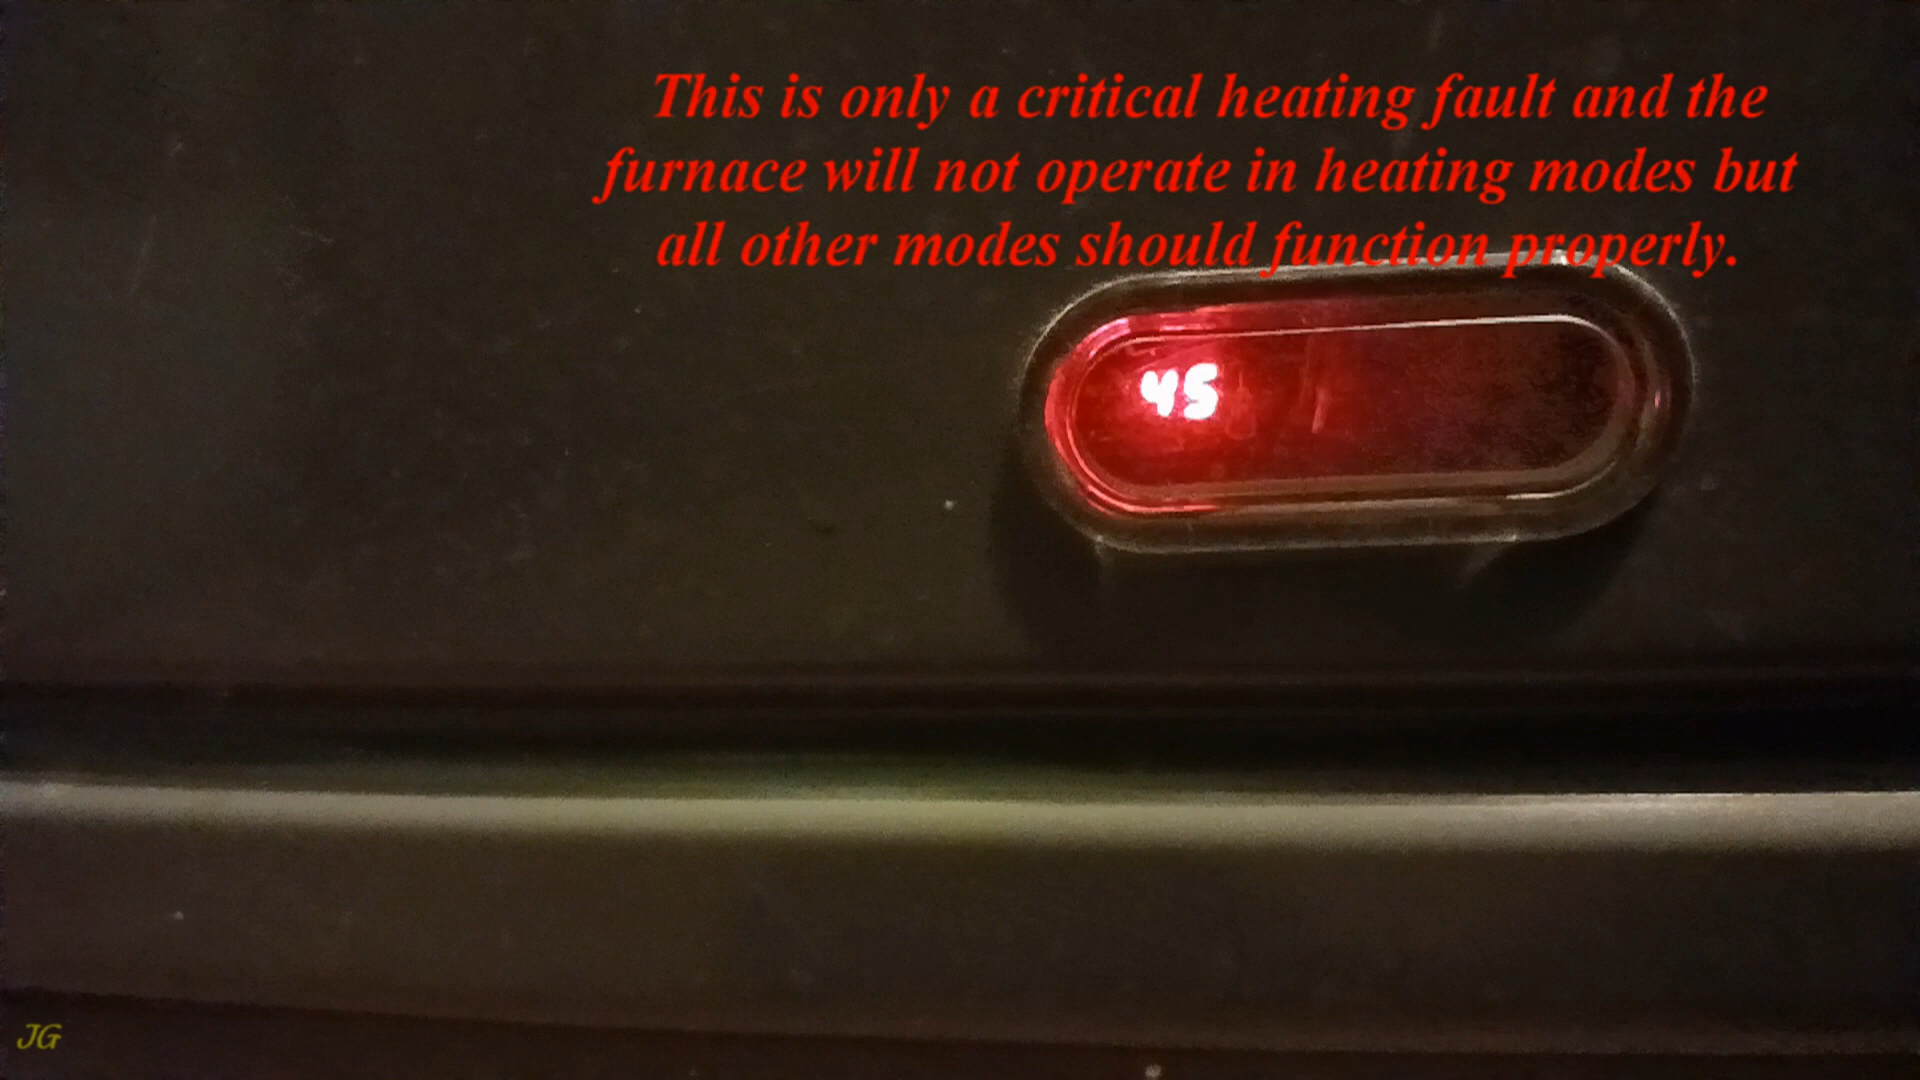 This is only a critical heating fault and the
furnace will not operate in heating modes but
all other modes should function properly.
45
JG